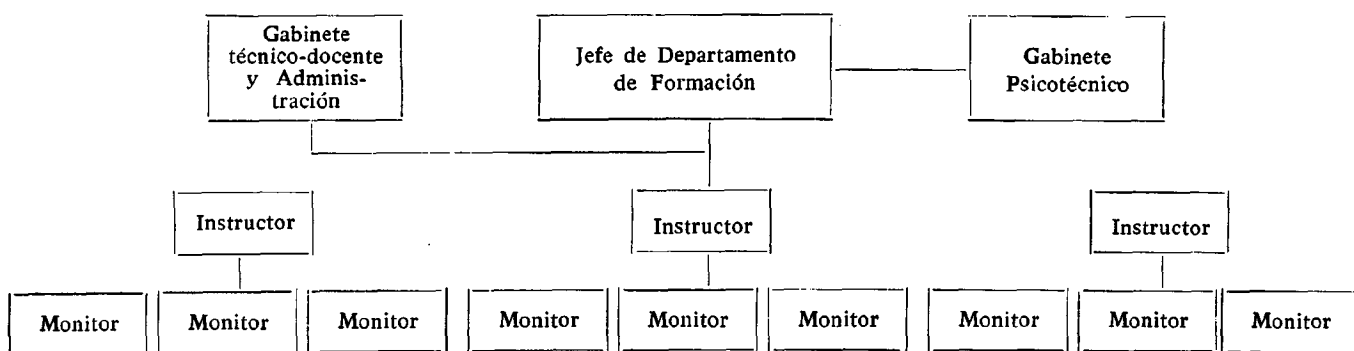 Gabinete
técnico-docente
y Adminis-
tración
Jefe de Departamento
de Formación
Gabinete
Psicotécnico
Instructor
Instructor
Instructor
Monitor
Monitor
Monitor
Monitor
Monitor
Monitor
Monitor
Monitor
Monitor